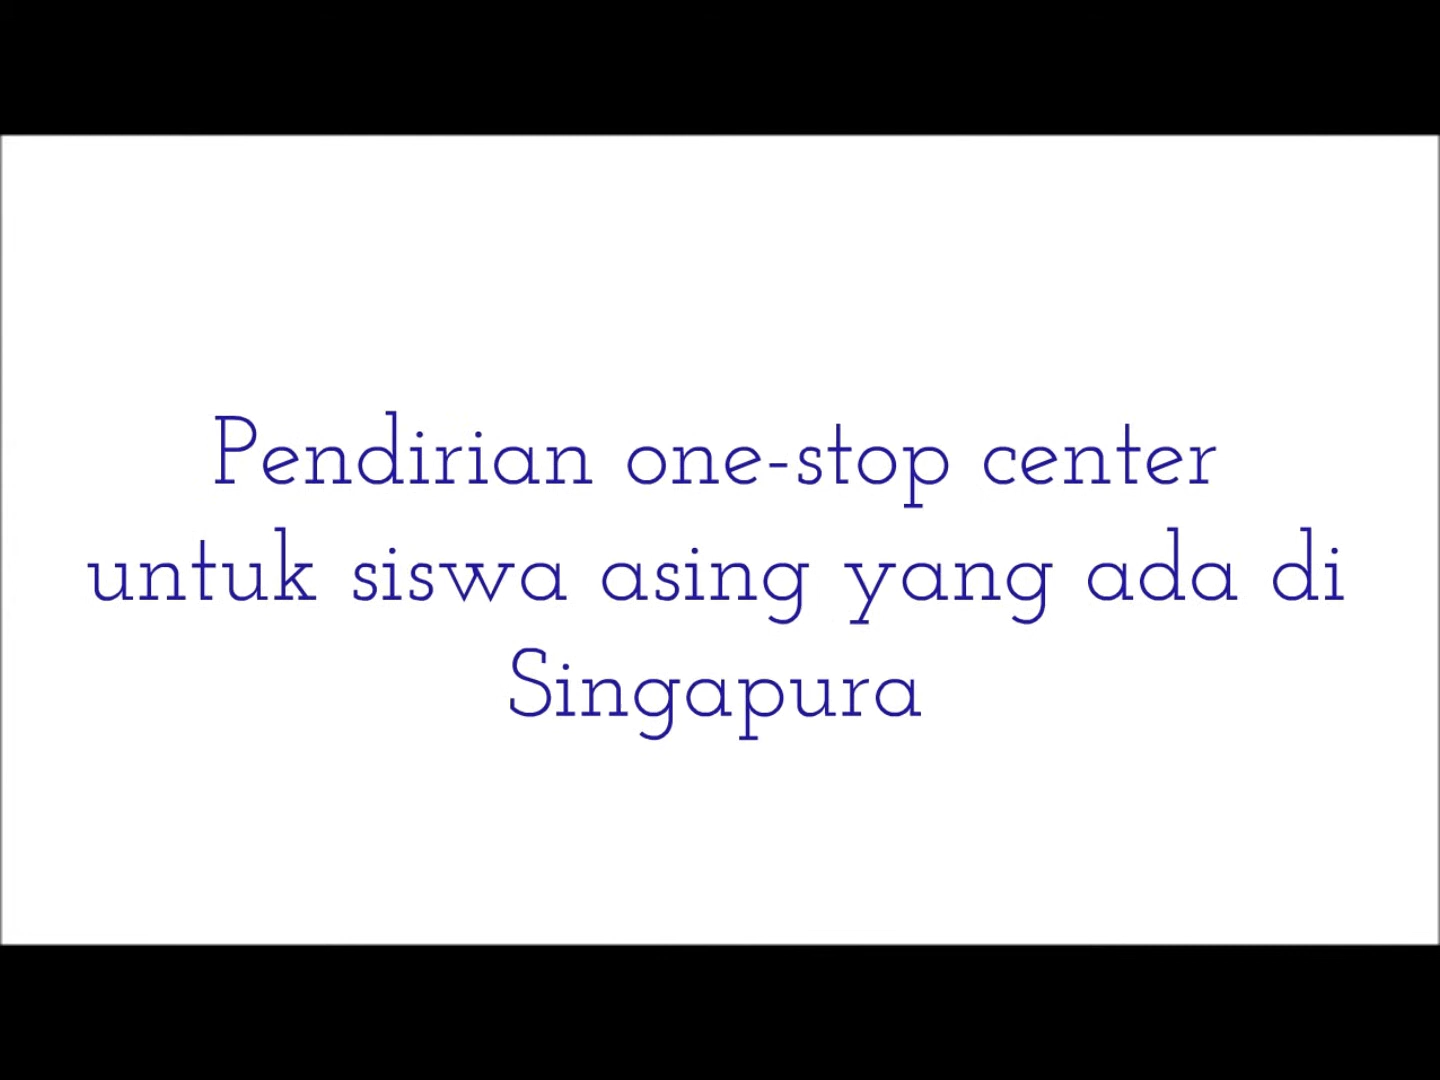 Pendirian one-stop center
untuk siswa asing yang ada di
Singapura